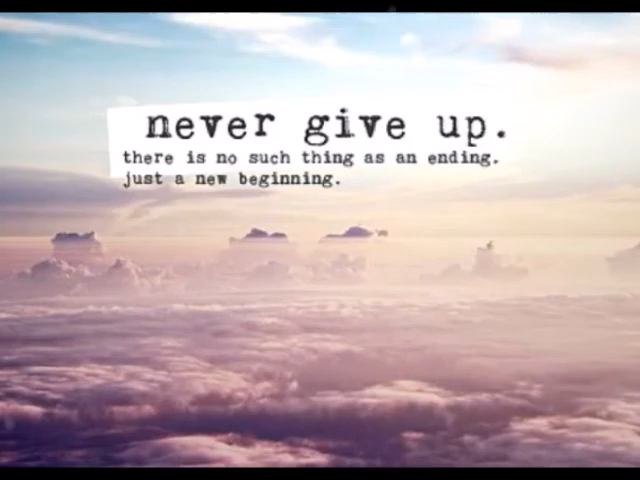 never give up.
there is no such thing as an ending.
just a new beginning.